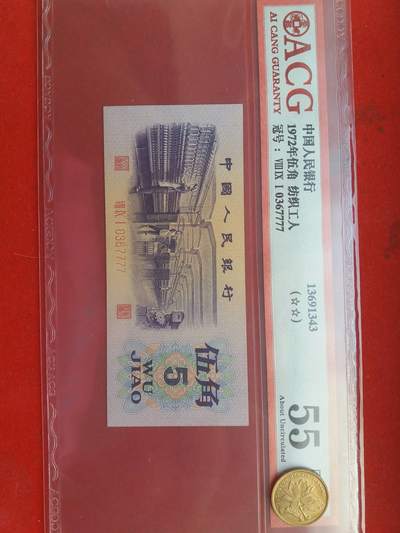 ACG
AI CANG GUARANTY
中国人民银行
1972年伍角 纺织工人
冠号：VIIIIX I 0367777
13691343
(☆☆)
55
About Uncirculated
中國人民銀行
VIII IX I 0367777
伍角
5
WU
JIAO